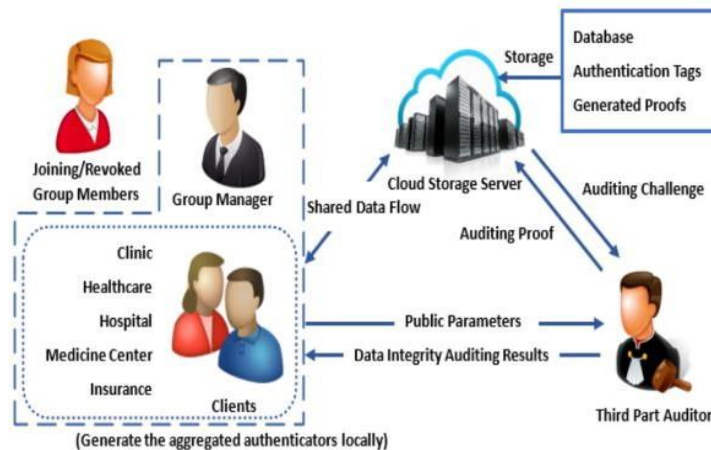 Database
Storage
Authentication Tags
Generated Proofs
Joining/Revoked
Group Members
Group Manager
Cloud Storage Server
Auditing Challenge
Shared Data Flow
Auditing Proof
Clinic
Healthcare
Hospital
Public Parameters
Medicine Center
Data Integrity Auditing Results
Insurance
Clients
Third Part Auditor
(Generate the aggregated authenticators locally)